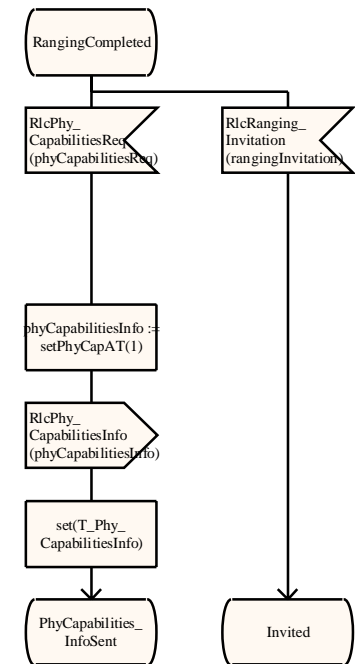 RangingCompleted
RlcPhy_
CapabilitiesReq
(phyCapabilitiesReq)
RlcRanging_
Invitation
(rangingInvitation)
phyCapabilitiesInfo :=
setPhyCapAT(1)
RlcPhy_
CapabilitiesInfo
(phyCapabilitiesInfo)
set(T_Phy_
CapabilitiesInfo)
PhyCapabilities_
InfoSent
Invited